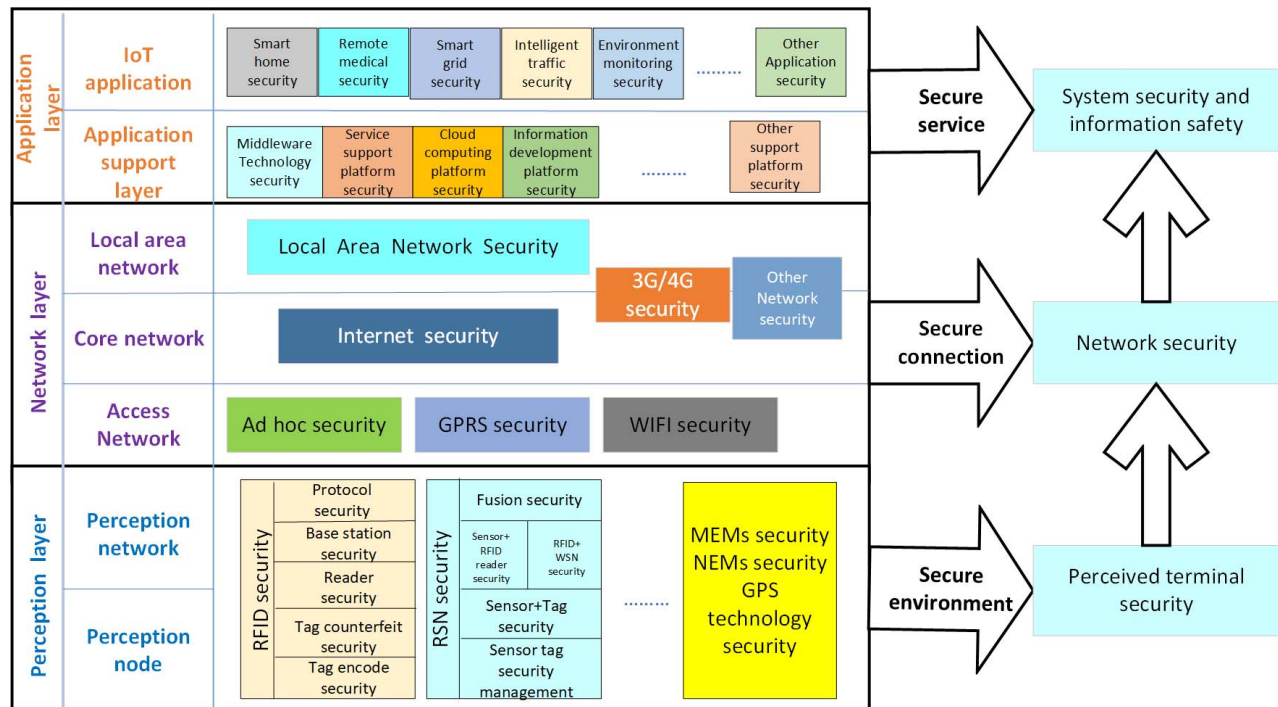 Application
layer
IoT
application
Smart
home
security
Remote
medical
security
Smart
grid
security
Intelligent
traffic
security
Environment
monitoring
security
.........
.........
Other
Application
security
Application
support
layer
Middleware
Technology
security
Service
support
platform
security
Cloud
computing
platform
security
Information
development
platform
security
.........
Other
support
platform
security
Secure
service
System security and
information safety
Network layer
Local area
network
Local Area Network Security
3G/4G
security
Other
Network
security
Core network
Internet security
Access
Network
Ad hoc security
GPRS security
WIFI security
Secure
connection
Network security
Perception layer
Perception
network
Perception
node
RFID security
Protocol
security
Base station
security
Reader
security
Tag counterfeit
security
Tag encode
security
RSN security
Fusion security
Sensor+
RFID
reader
security
RFID+
WSN
security
Sensor+Tag
security
Sensor tag
security
management
.........
MEMs security
NEMs security
GPS
technology
security
Secure
environment
Perceived terminal
security